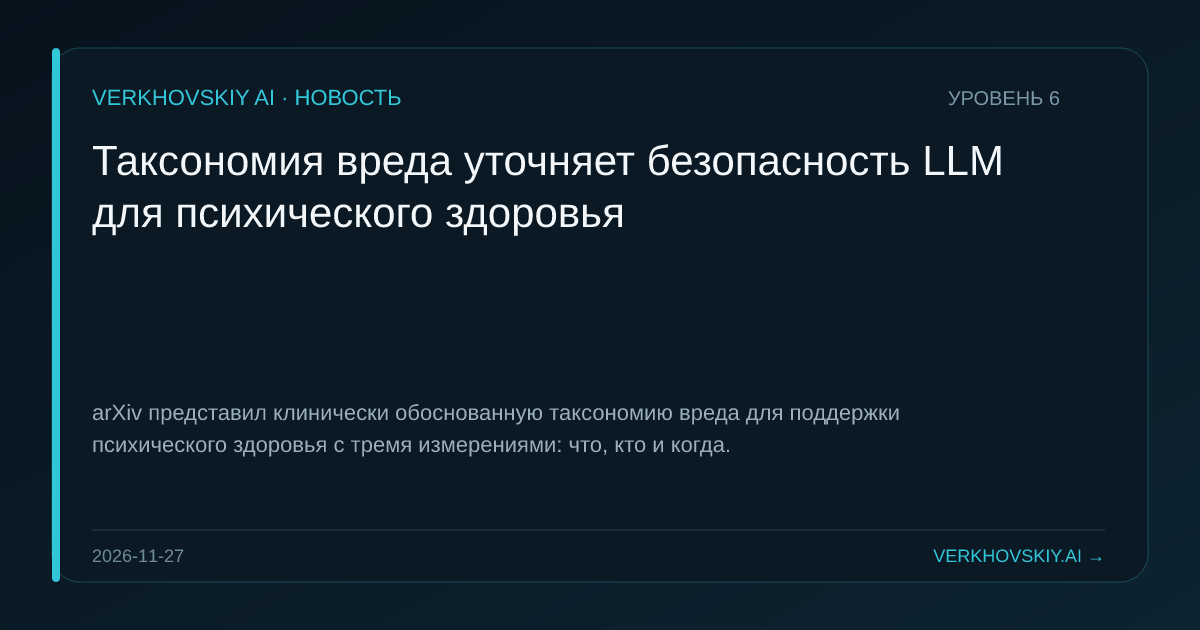 VERKHOVSKIY AI · НОВОСТЬ
УРОВЕНЬ 6
Таксономия вреда уточняет безопасность LLM
для психического здоровья
arXiv представил клинически обоснованную таксономию вреда для поддержки
психического здоровья с тремя измерениями: что, кто и когда.
2026-11-27
VERKHOVSKIY.AI →